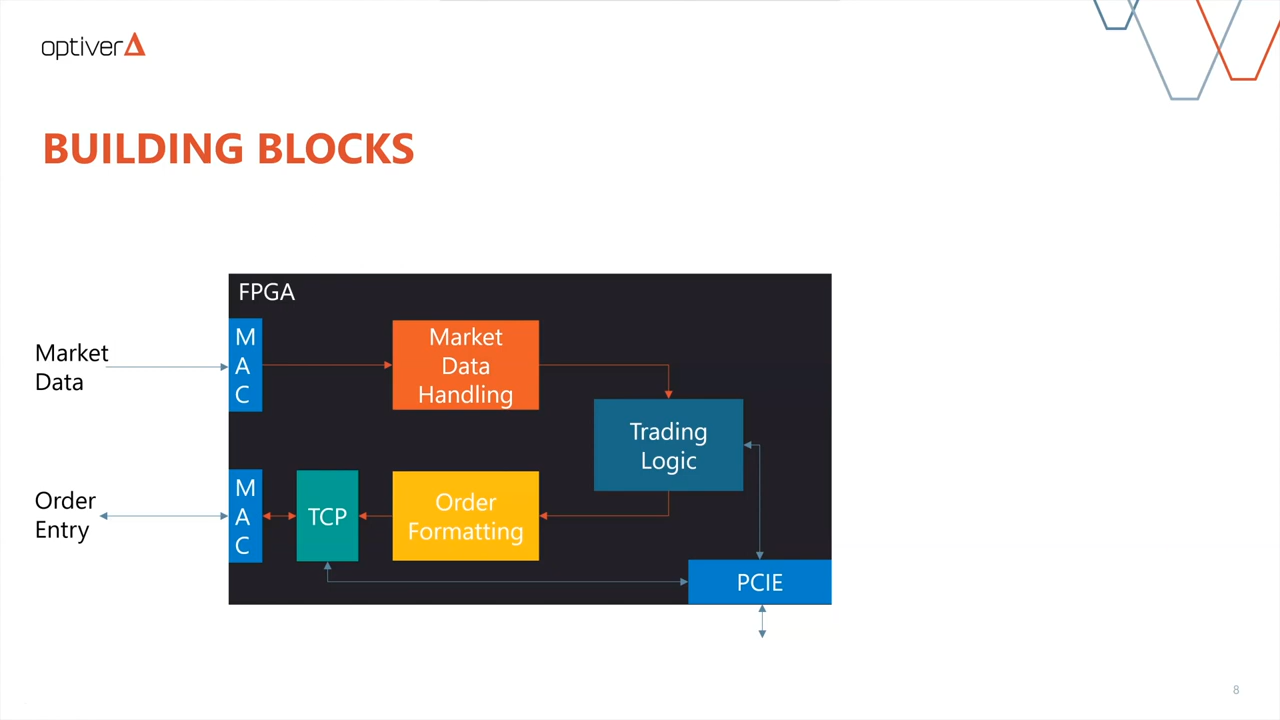 optiver
BUILDING BLOCKS
FPGA
Market
Data
M
A
C
Market
Data
Handling
Trading
Logic
Order
Entry
M
A
C
TCP
Order
Formatting
PCIE
8